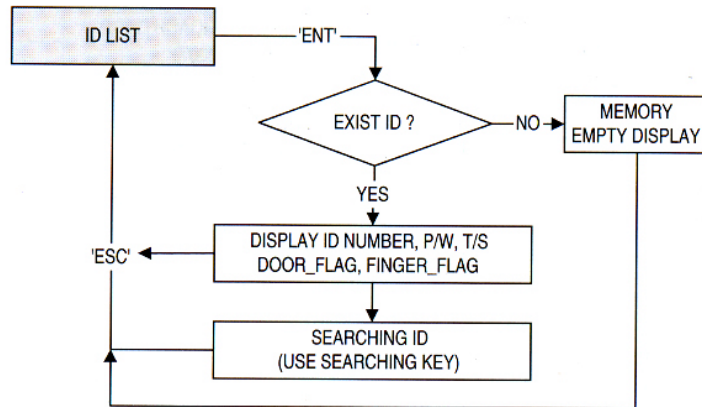 ID LIST
'ENT'
EXIST ID ?
NO
MEMORY
EMPTY DISPLAY
YES
DISPLAY ID NUMBER, P/W, T/S
DOOR_FLAG, FINGER_FLAG
'ESC'
SEARCHING ID
(USE SEARCHING KEY)